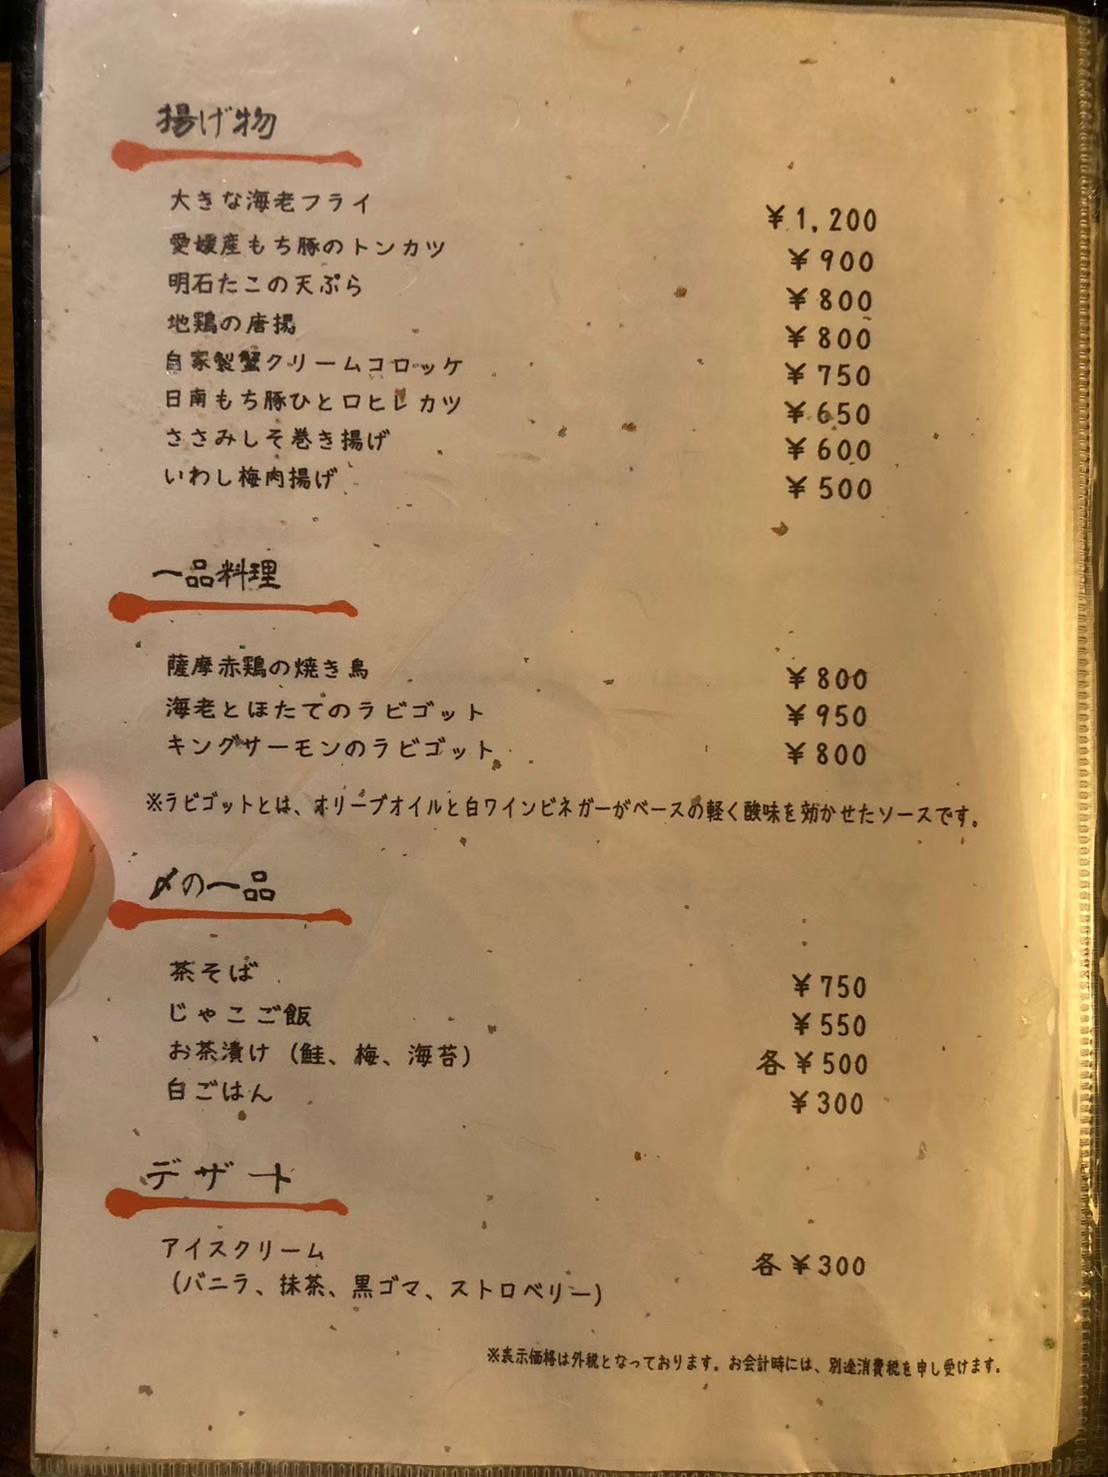 揚げ物
大きな海老フライ ¥1,200
愛媛産もち豚のトンカツ ¥900
明石たこの天ぷら ¥800
地鶏の唐揚 ¥800
自家製蟹クリームコロッケ ¥750
日南もち豚ひと口ヒレカツ ¥650
ささみしそ巻き揚げ ¥600
いわし梅肉揚げ ¥500
一品料理
薩摩赤鶏の焼き鳥 ¥800
海老とほたてのラビゴット ¥950
キングサーモンのラビゴット ¥800
※ラビゴットとは、オリーブオイルと白ワインビネガーがベースの軽く酸味を効かせたソースです。
〆の一品
茶そば ¥750
じゃこご飯 ¥550
お茶漬け（鮭、梅、海苔） 各¥500
白ごはん ¥300
デザート
アイスクリーム 各¥300
（バニラ、抹茶、黒ゴマ、ストロベリー）
※表示価格は外税となっております。お会計時には、別途消費税を申し受けます。